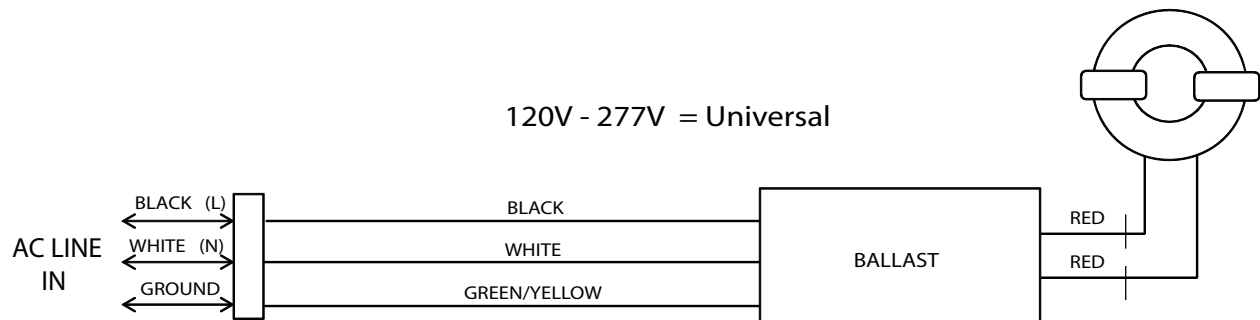 120V - 277V = Universal
BLACK (L)
BLACK
RED
AC LINE
IN
WHITE (N)
WHITE
BALLAST
RED
GROUND
GREEN/YELLOW